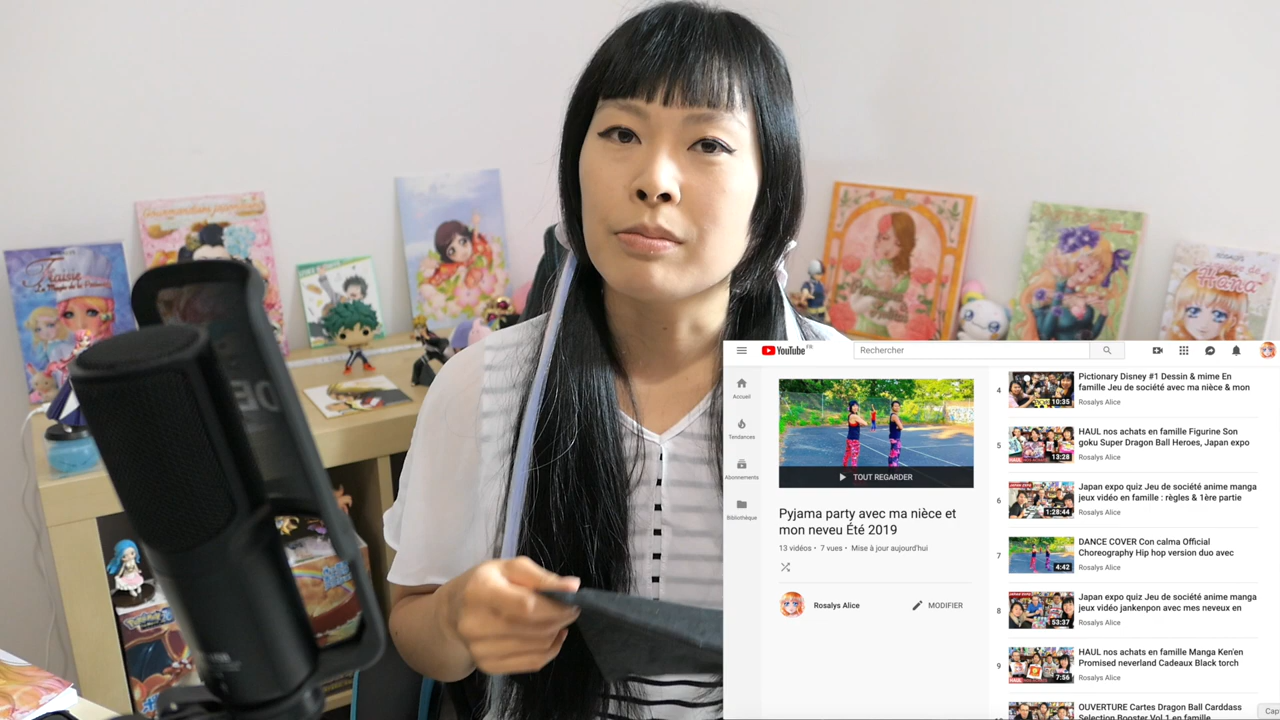 YouTube FR
Rechercher
Accueil
Tendances
Abonnements
Bibliothèque
TOUT REGARDER
Pyjama party avec ma nièce et
mon neveu Été 2019
13 vidéos • 7 vues • Mise à jour aujourd'hui
Rosalys Alice
MODIFIER
4
10:35
Pictionary Disney #1 Dessin & mime En
famille Jeu de société avec ma nièce & mon
Rosalys Alice
5
HAUL
13:28
HAUL nos achats en famille Figurine Son
goku Super Dragon Ball Heroes, Japan expo
Rosalys Alice
6
1:28:44
Japan expo quiz Jeu de société anime manga
jeux vidéo en famille : règles & 1ère partie
Rosalys Alice
7
4:42
DANCE COVER Con calma Official
Choreography Hip hop version duo avec
Rosalys Alice
8
53:37
Japan expo quiz Jeu de société anime manga
jeux vidéo jankenpon avec mes neveux en
Rosalys Alice
9
HAUL
7:56
HAUL nos achats en famille Manga Ken'en
Promised neverland Cadeaux Black torch
Rosalys Alice
OUVERTURE Cartes Dragon Ball Carddass
Selection Booster Vol 1 en famille
Cap